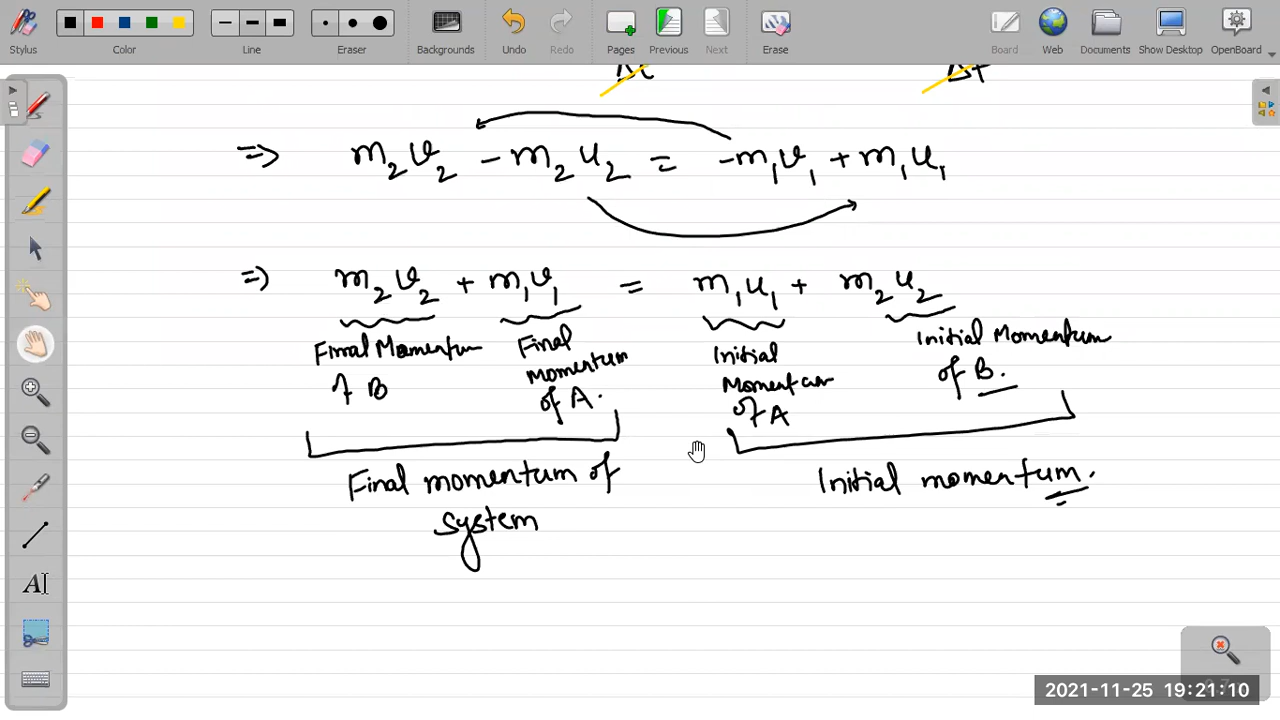 Stylus Color Line Eraser Backgrounds Undo Redo Pages Previous Next Erase Board Web Documents Show Desktop OpenBoard
Δt Δt
=> m₂v₂ - m₂u₂ = -m₁v₁ + m₁u₁
=> m₂v₂ + m₁v₁ = m₁u₁ + m₂u₂
Final Momentum
of B
Final
momentum
of A.
Initial
Momentum
of A
Initial Momentum
of B.
Final momentum of
system
Initial momentum.
2021-11-25 19:21:10